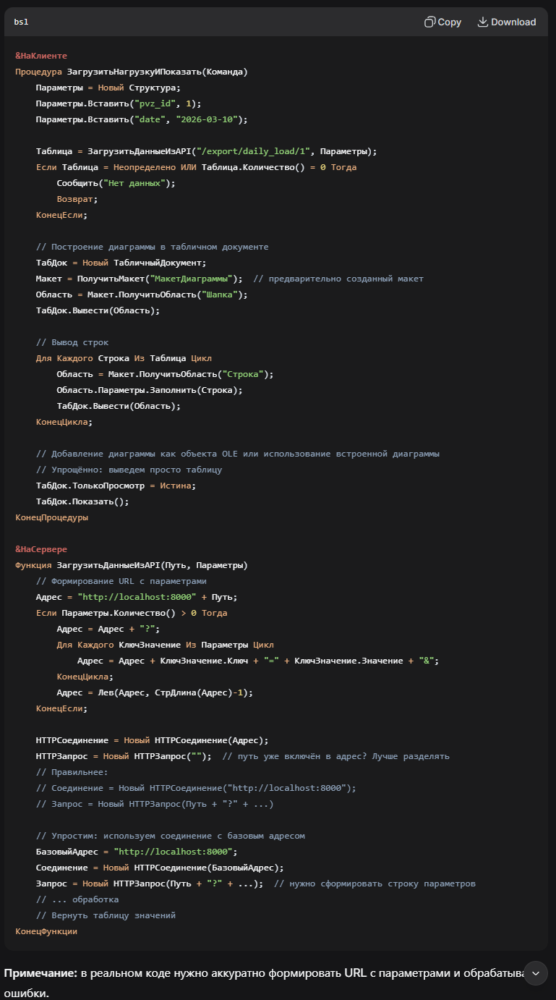 bsl
Copy
Download
&НаКлиенте
Процедура ЗагрузитьНагрузкуИПоказать(Команда)
    Параметры = Новый Структура;
    Параметры.Вставить("pvz_id", 1);
    Параметры.Вставить("date", "2026-03-10");

    Таблица = ЗагрузитьДанныеИзAPI("/export/daily_load/1", Параметры);
    Если Таблица = Неопределено ИЛИ Таблица.Количество() = 0 Тогда
        Сообщить("Нет данных");
        Возврат;
    КонецЕсли;

    // Построение диаграммы в табличном документе
    ТабДок = Новый ТабличныйДокумент;
    Макет = ПолучитьМакет("МакетДиаграммы");  // предварительно созданный макет
    Область = Макет.ПолучитьОбласть("Шапка");
    ТабДок.Вывести(Область);

    // Вывод строк
    Для Каждого Строка Из Таблица Цикл
        Область = Макет.ПолучитьОбласть("Строка");
        Область.Параметры.Заполнить(Строка);
        ТабДок.Вывести(Область);
    КонецЦикла;

    // Добавление диаграммы как объекта OLE или использование встроенной диаграммы
    // Упрощённо: выведем просто таблицу
    ТабДок.ТолькоПросмотр = Истина;
    ТабДок.Показать();
КонецПроцедуры

&НаСервере
Функция ЗагрузитьДанныеИзAPI(Путь, Параметры)
    // Формирование URL с параметрами
    Адрес = "http://localhost:8000" + Путь;
    Если Параметры.Количество() > 0 Тогда
        Адрес = Адрес + "?";
        Для Каждого КлючЗначение Из Параметры Цикл
            Адрес = Адрес + КлючЗначение.Ключ + "=" + КлючЗначение.Значение + "&";
        КонецЦикла;
        Адрес = Лев(Адрес, СтрДлина(Адрес)-1);
    КонецЕсли;

    HTTPСоединение = Новый HTTPСоединение(Адрес);
    HTTPЗапрос = Новый HTTPЗапрос("");  // путь уже включён в адрес? Лучше разделять
    // Правильнее:
    // Соединение = Новый HTTPСоединение("http://localhost:8000");
    // Запрос = Новый HTTPЗапрос(Путь + "?" + ...)

    // Упростим: используем соединение с базовым адресом
    БазовыйАдрес = "http://localhost:8000";
    Соединение = Новый HTTPСоединение(БазовыйАдрес);
    Запрос = Новый HTTPЗапрос(Путь + "?" + ...);  // нужно сформировать строку параметров
    // ... обработка
    // Вернуть таблицу значений
КонецФункции
Примечание: в реальном коде нужно аккуратно формировать URL с параметрами и обрабатыва
ошибки.